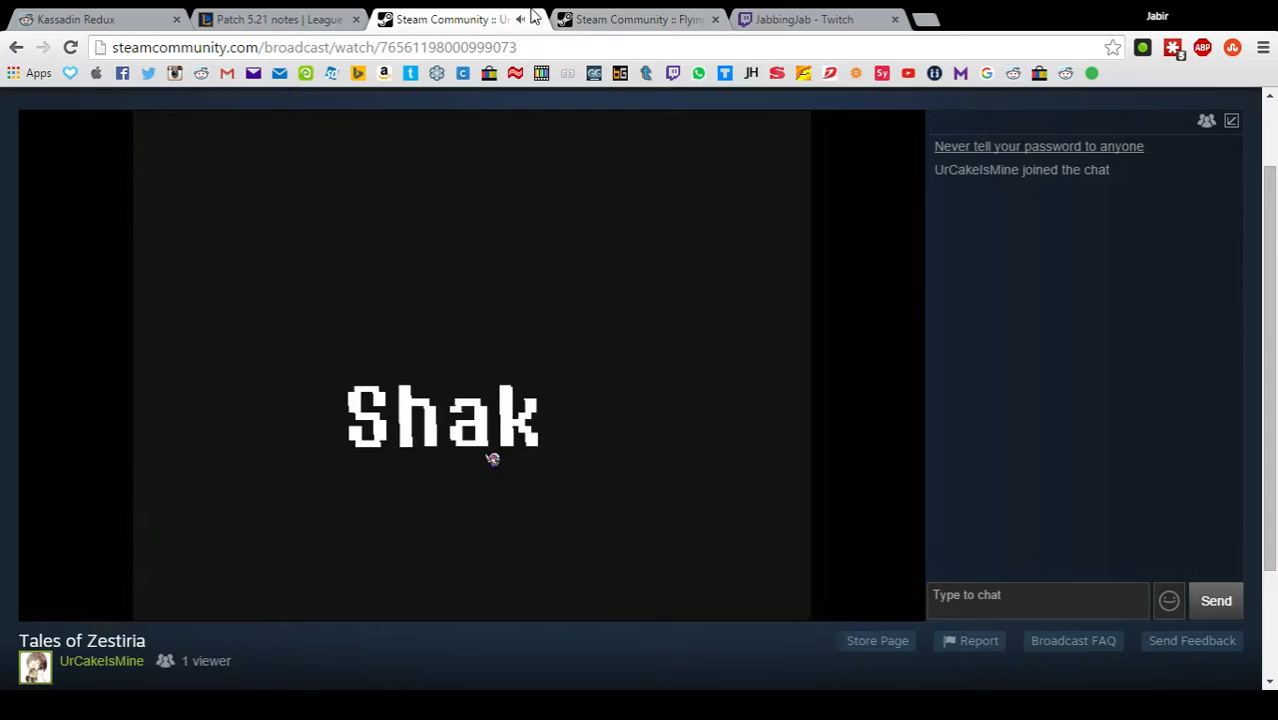 Kassadin Redux
Patch 5.21 notes | League
Steam Community :: Ur
Steam Community :: Flyin
JabbingJab - Twitch
Jabir
steamcommunity.com/broadcast/watch/76561198000999073
Apps
Never tell your password to anyone
UrCakeIsMine joined the chat
Shak
Type to chat
Send
Tales of Zestiria
Store Page
Report
Broadcast FAQ
Send Feedback
UrCakeIsMine
1 viewer